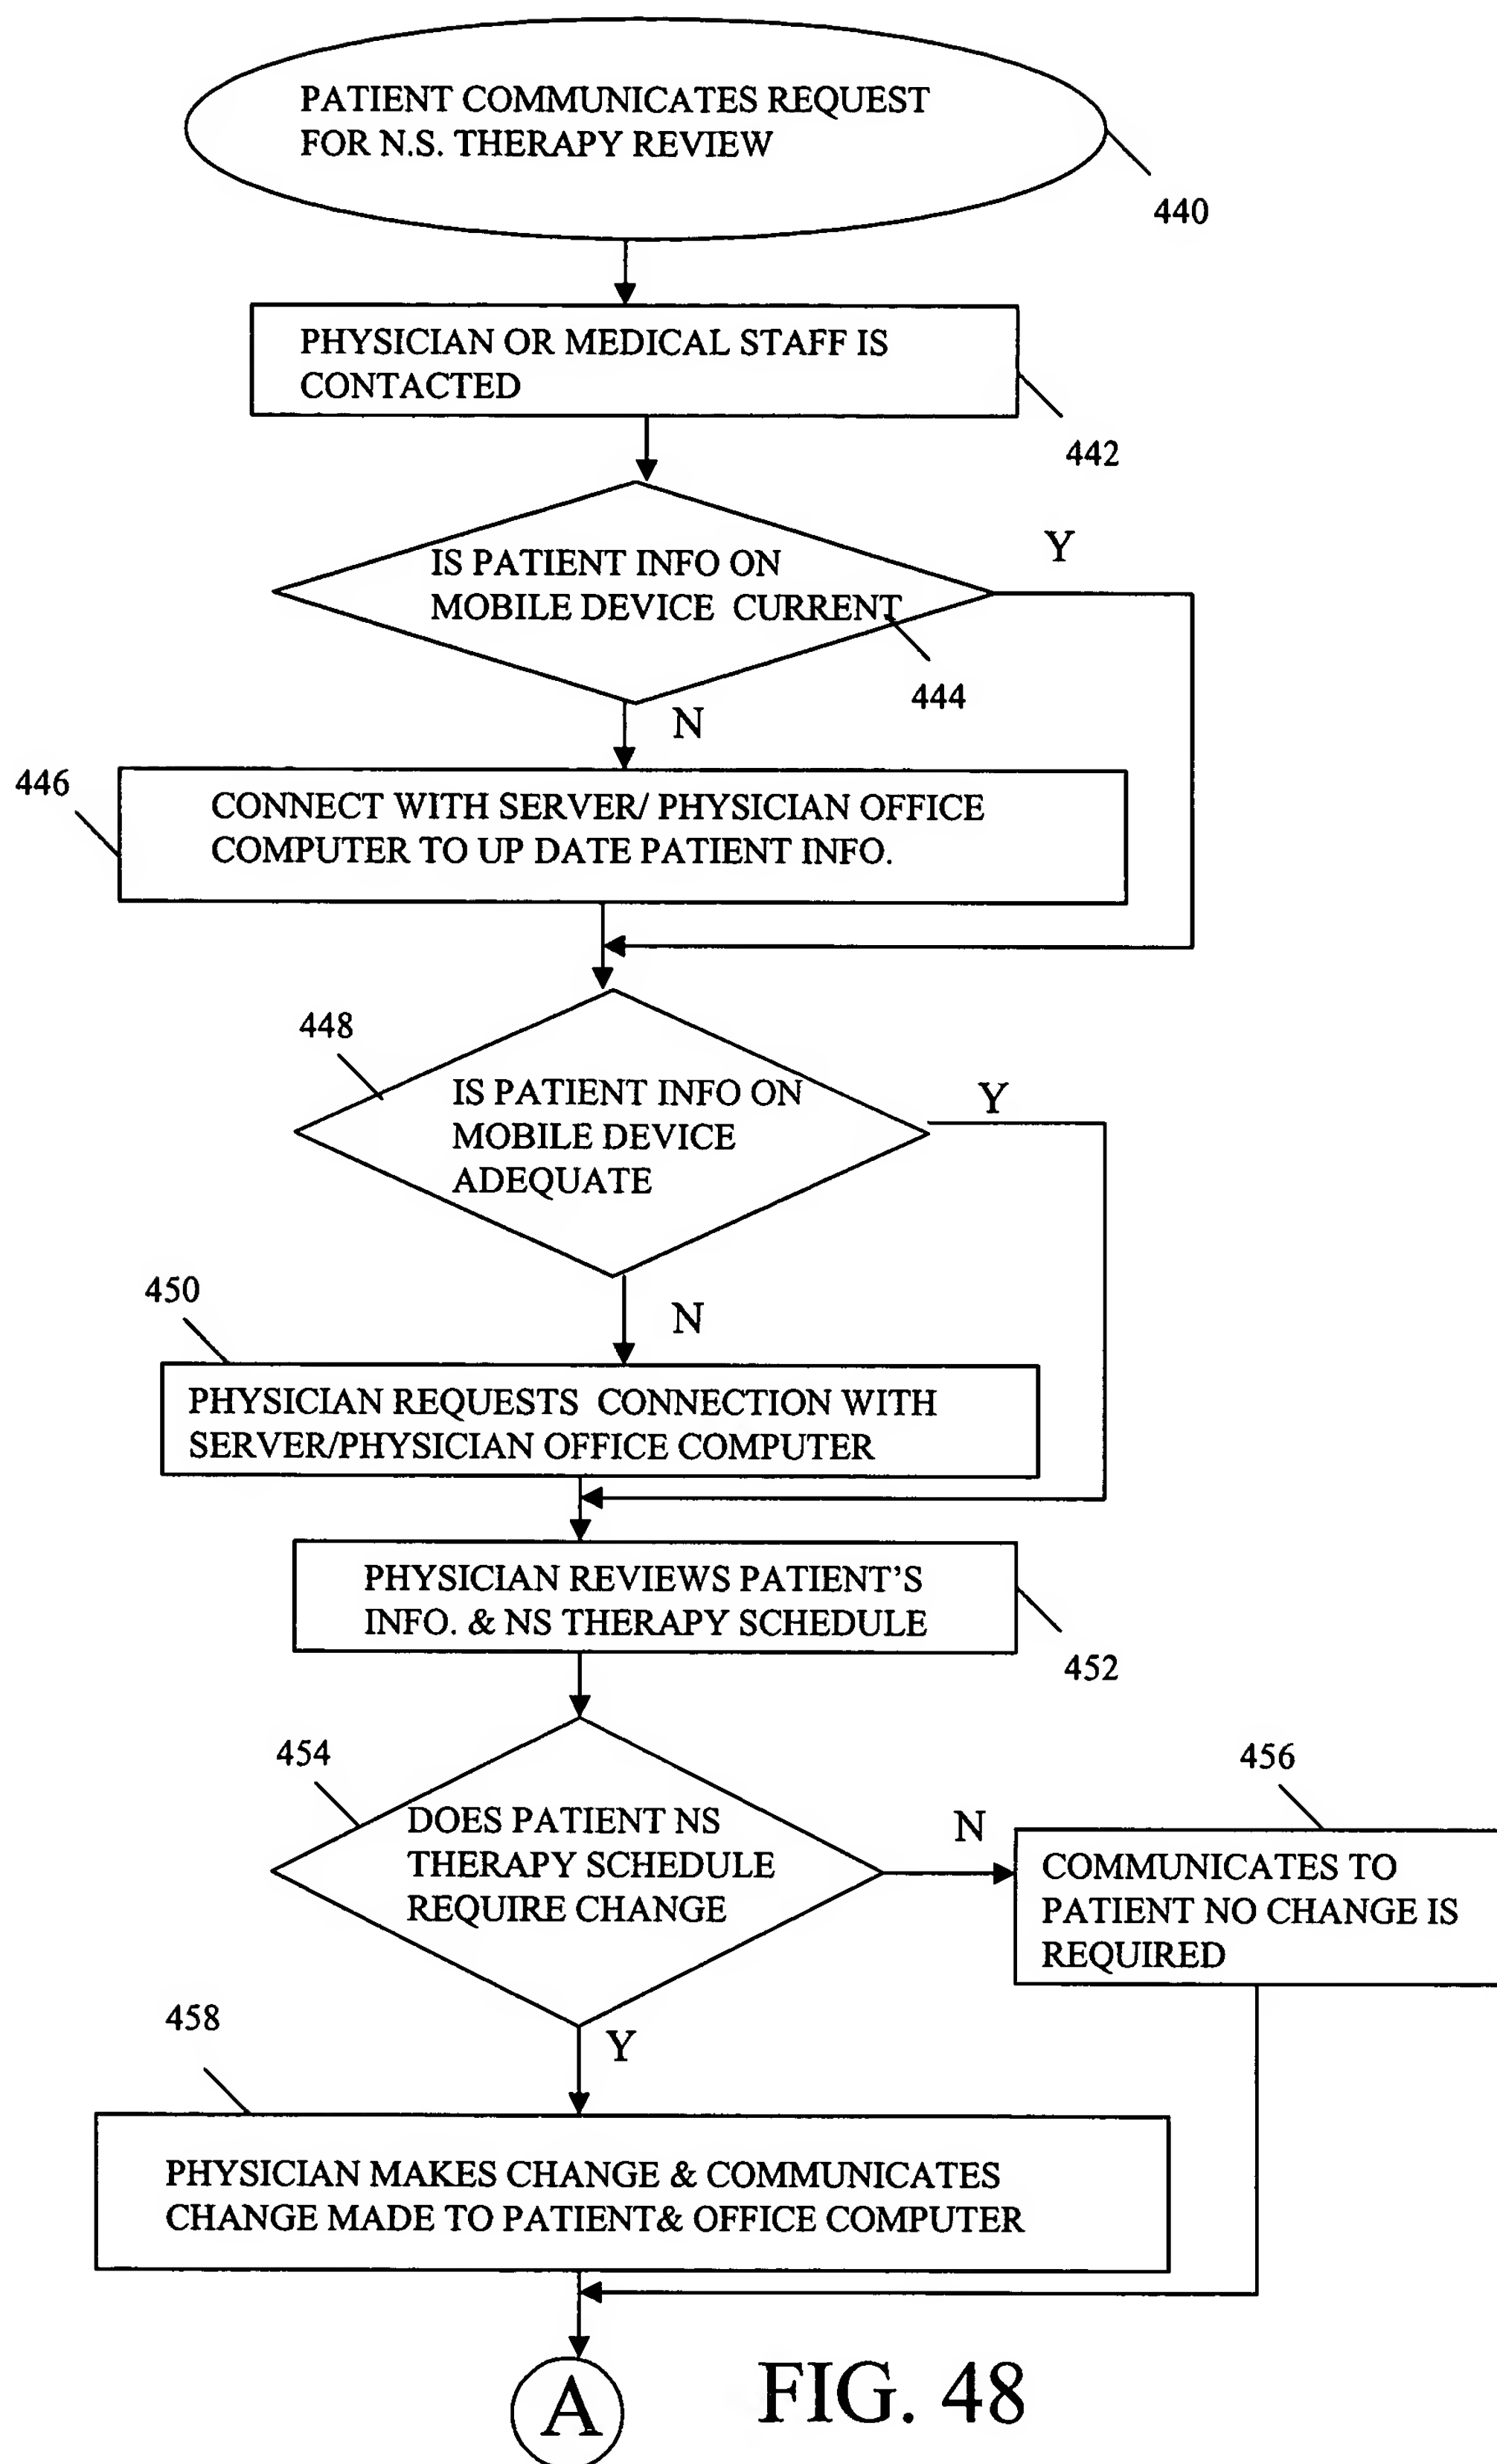 PATIENT COMMUNICATES REQUEST
FOR N.S. THERAPY REVIEW
440
PHYSICIAN OR MEDICAL STAFF IS
CONTACTED
442
Y
IS PATIENT INFO ON
MOBILE DEVICE CURRENT
444
N
446
CONNECT WITH SERVER/ PHYSICIAN OFFICE
COMPUTER TO UP DATE PATIENT INFO.
448
Y
IS PATIENT INFO ON
MOBILE DEVICE
ADEQUATE
450
N
PHYSICIAN REQUESTS CONNECTION WITH
SERVER/PHYSICIAN OFFICE COMPUTER
PHYSICIAN REVIEWS PATIENT'S
INFO. & NS THERAPY SCHEDULE
452
454
456
DOES PATIENT NS
THERAPY SCHEDULE
REQUIRE CHANGE
N
COMMUNICATES TO
PATIENT NO CHANGE IS
REQUIRED
458
Y
PHYSICIAN MAKES CHANGE & COMMUNICATES
CHANGE MADE TO PATIENT& OFFICE COMPUTER
A
FIG. 48